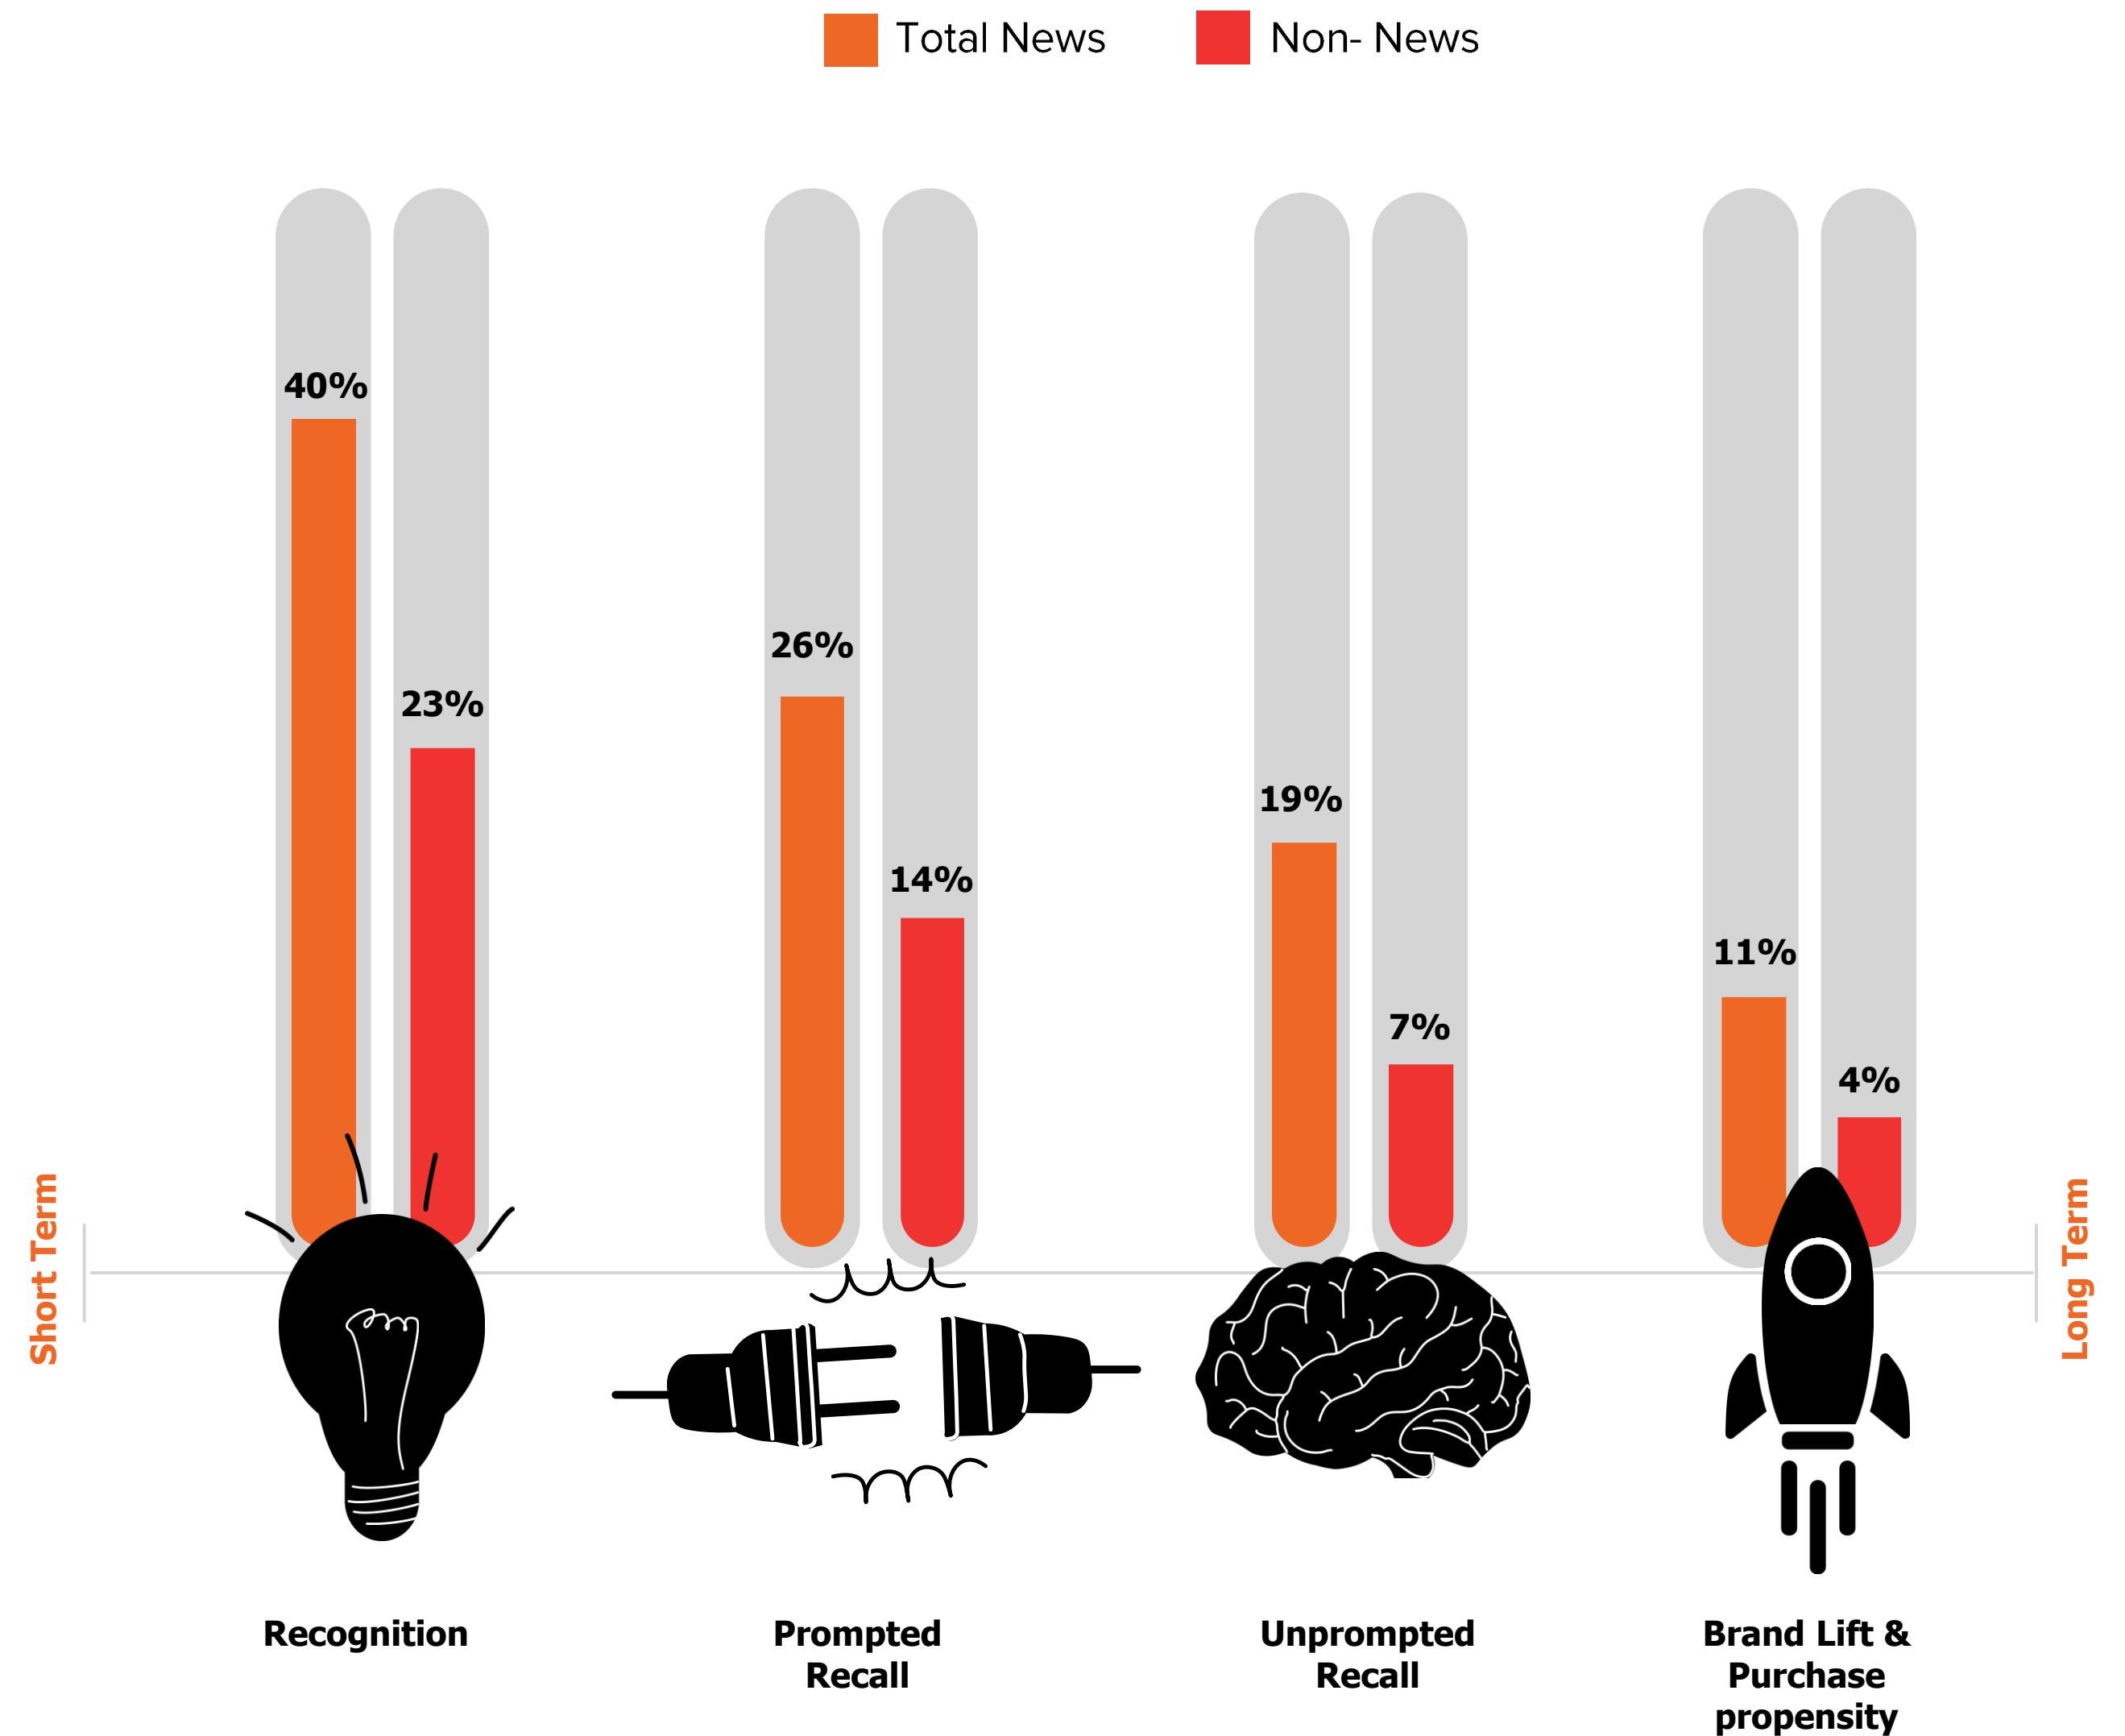 Total News
Non- News
40%
23%
26%
14%
19%
7%
11%
4%
Short Term
Long Term
Recognition
Prompted
Recall
Unprompted
Recall
Brand Lift &
Purchase
propensity